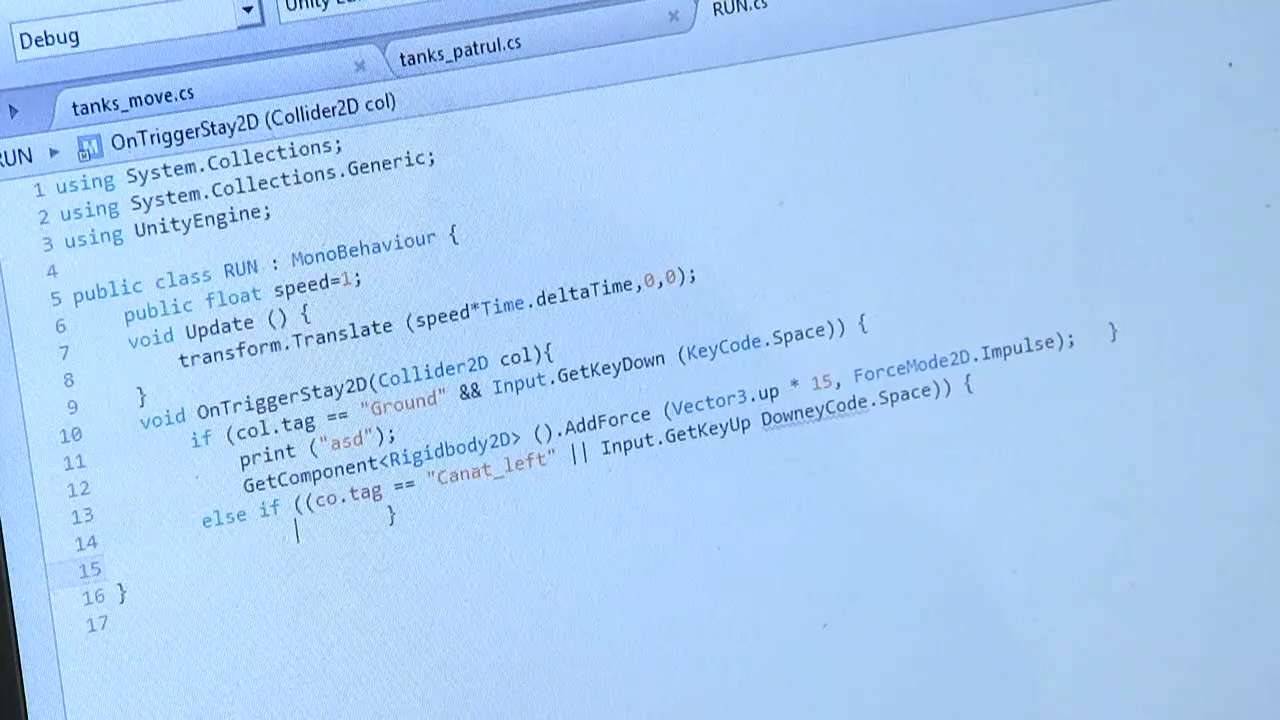 Debug
tanks_move.cs
tanks_patrul.cs
RUN.cs
RUN
OnTriggerStay2D (Collider2D col)
1 using System.Collections;
2 using System.Collections.Generic;
3 using UnityEngine;
4
5 public class RUN : MonoBehaviour {
6 public float speed=1;
7 void Update () {
8 transform.Translate (speed*Time.deltaTime,0,0);
9 }
10 void OnTriggerStay2D(Collider2D col){
11 if (col.tag == "Ground" && Input.GetKeyDown (KeyCode.Space)) {
12 print ("asd");
13 GetComponent<Rigidbody2D> ().AddForce (Vector3.up * 15, ForceMode2D.Impulse); }
14 else if ((co.tag == "Canat_left" || Input.GetKeyUp DowneyCode.Space)) {
15 }
16 }
17